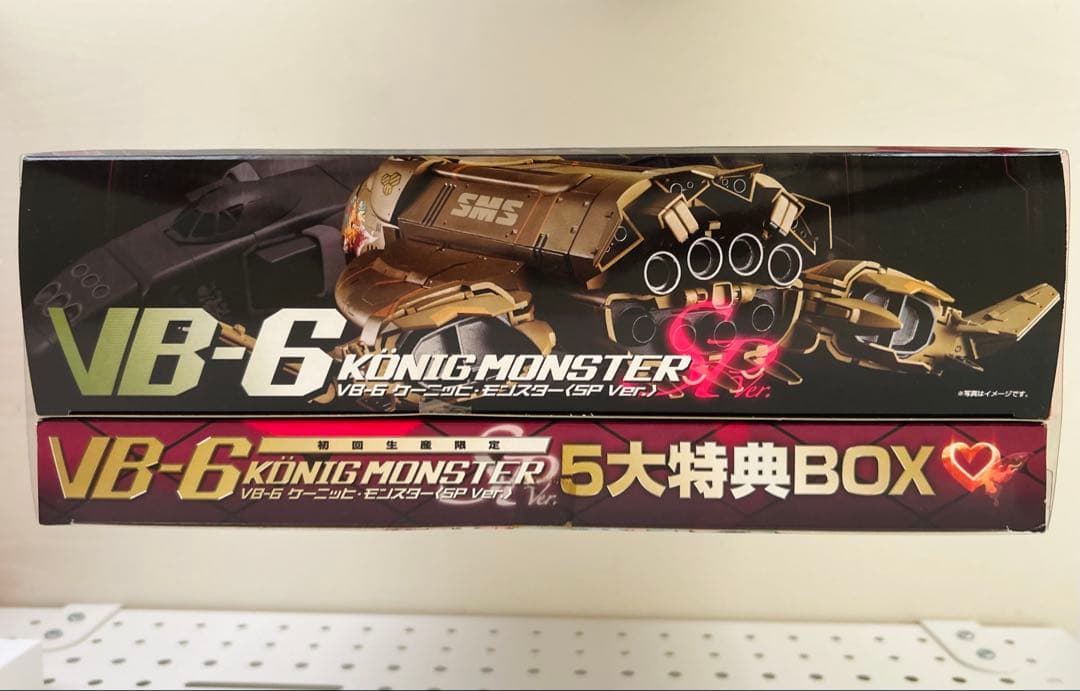 SMS
VB-6 KÖNIG MONSTER SP Ver.
VB-6 ケーニッヒ・モンスター〈SP Ver.〉
※写真はイメージです。
初回生産限定
VB-6 KÖNIG MONSTER SP Ver. 5大特典BOX
VB-6 ケーニッヒ・モンスター〈SP Ver.〉